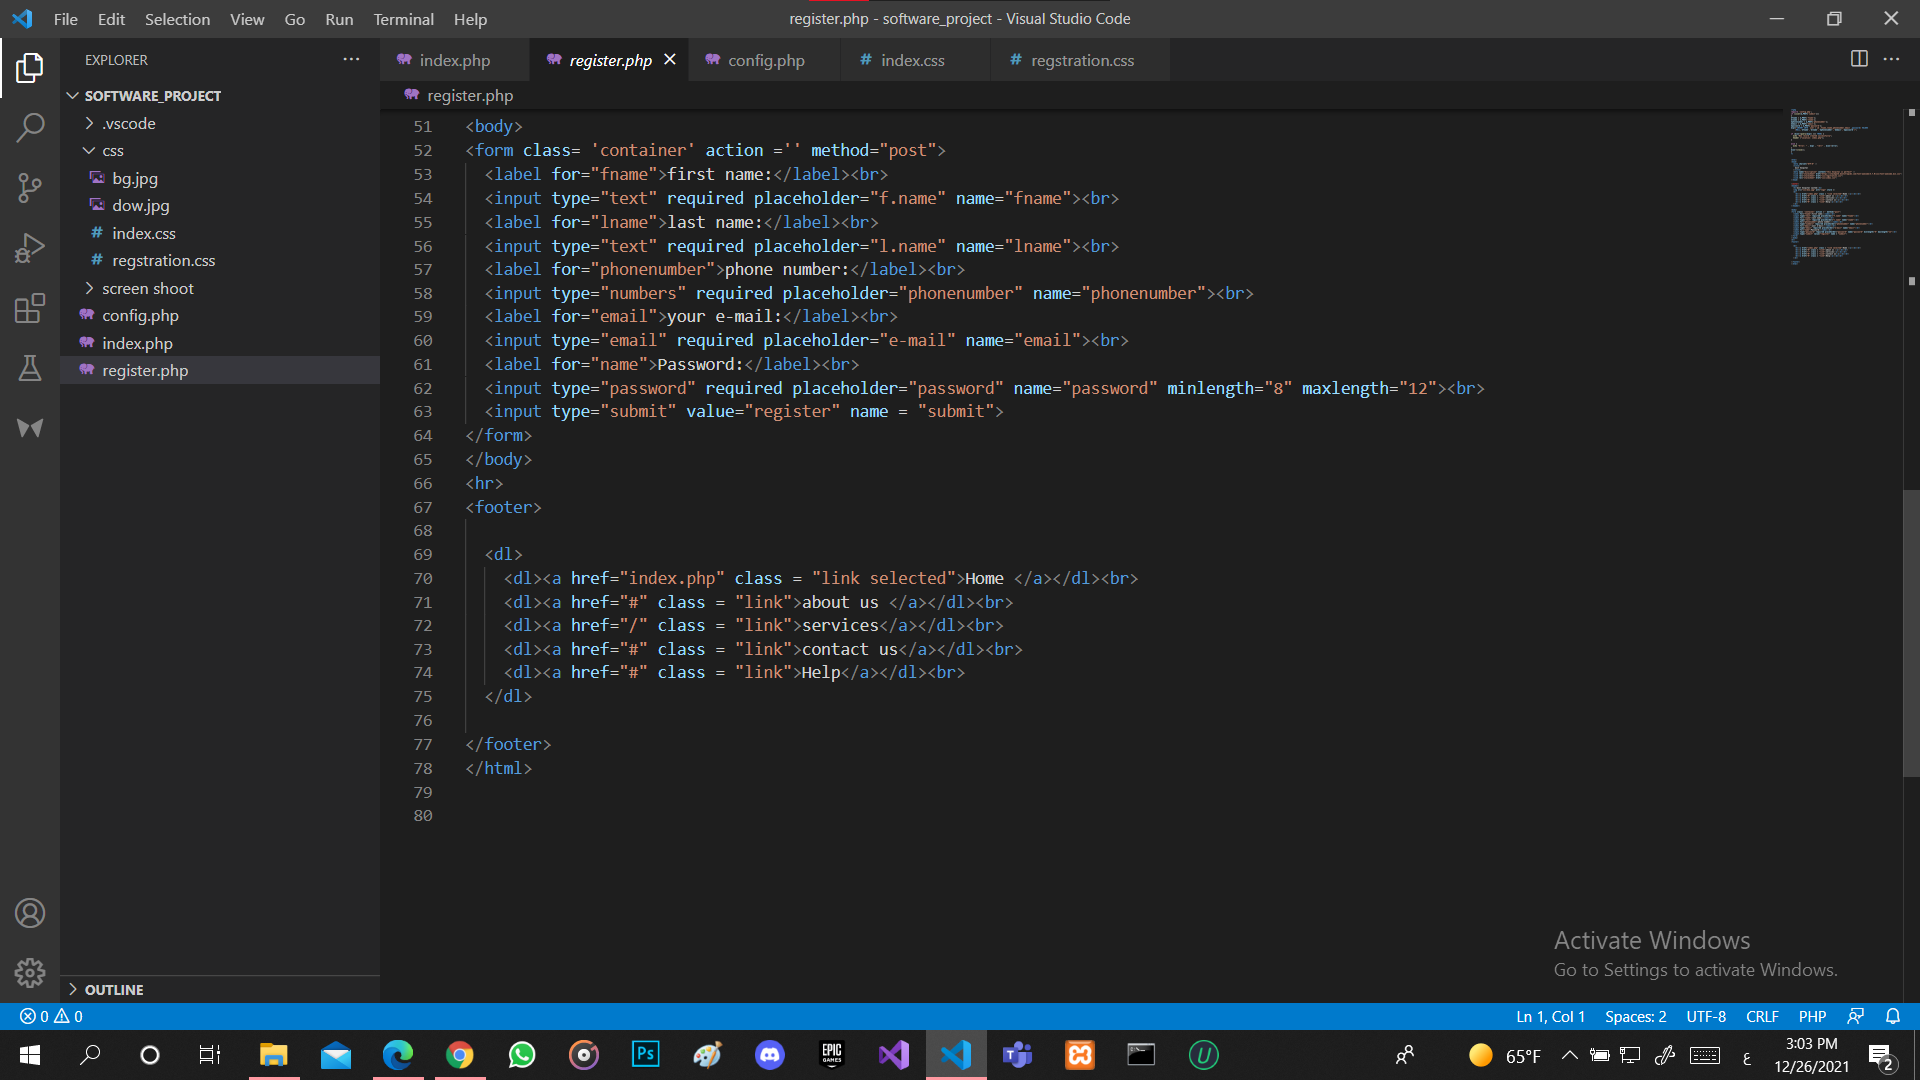 File Edit Selection View Go Run Terminal Help
register.php - software_project - Visual Studio Code
EXPLORER
SOFTWARE_PROJECT
.vscode
css
bg.jpg
dow.jpg
index.css
regstration.css
screen shoot
config.php
index.php
register.php
OUTLINE
index.php register.php config.php index.css regstration.css
register.php
51 <body>
52 <form class= 'container' action ='' method="post">
53 <label for="fname">first name:</label><br>
54 <input type="text" required placeholder="f.name" name="fname"><br>
55 <label for="lname">last name:</label><br>
56 <input type="text" required placeholder="l.name" name="lname"><br>
57 <label for="phonenumber">phone number:</label><br>
58 <input type="numbers" required placeholder="phonenumber" name="phonenumber"><br>
59 <label for="email">your e-mail:</label><br>
60 <input type="email" required placeholder="e-mail" name="email"><br>
61 <label for="name">Password:</label><br>
62 <input type="password" required placeholder="password" name="password" minlength="8" maxlength="12"><br>
63 <input type="submit" value="register" name = "submit">
64 </form>
65 </body>
66 <hr>
67 <footer>
68
69 <dl>
70 <dl><a href="index.php" class = "link selected">Home </a></dl><br>
71 <dl><a href="#" class = "link">about us </a></dl><br>
72 <dl><a href="/" class = "link">services</a></dl><br>
73 <dl><a href="#" class = "link">contact us</a></dl><br>
74 <dl><a href="#" class = "link">Help</a></dl><br>
75 </dl>
76
77 </footer>
78 </html>
79
80
Activate Windows
Go to Settings to activate Windows.
0 0
Ln 1, Col 1 Spaces: 2 UTF-8 CRLF PHP
Ps
EPIC GAMES
65°F
ع
3:03 PM
12/26/2021
2